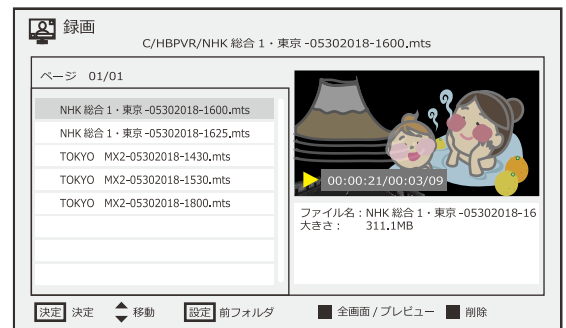 録画
C/HBPVR/NHK 総合 1・東京 -05302018-1600.mts
ページ 01/01
NHK 総合 1・東京 -05302018-1600.mts
NHK 総合 1・東京 -05302018-1625.mts
TOKYO MX2-05302018-1430.mts
TOKYO MX2-05302018-1530.mts
TOKYO MX2-05302018-1800.mts
00:00:21/00:03/09
ファイル名：NHK 総合 1・東京 -05302018-16
大きさ： 311.1MB
決定 決定 移動 設定 前フォルダ 全画面 / プレビュー 削除